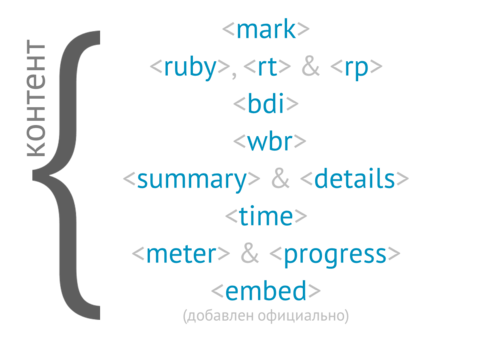 контент
<mark>
<ruby>, <rt> & <rp>
<bdi>
<wbr>
<summary> & <details>
<time>
<meter> & <progress>
<embed>
(добавлен официально)